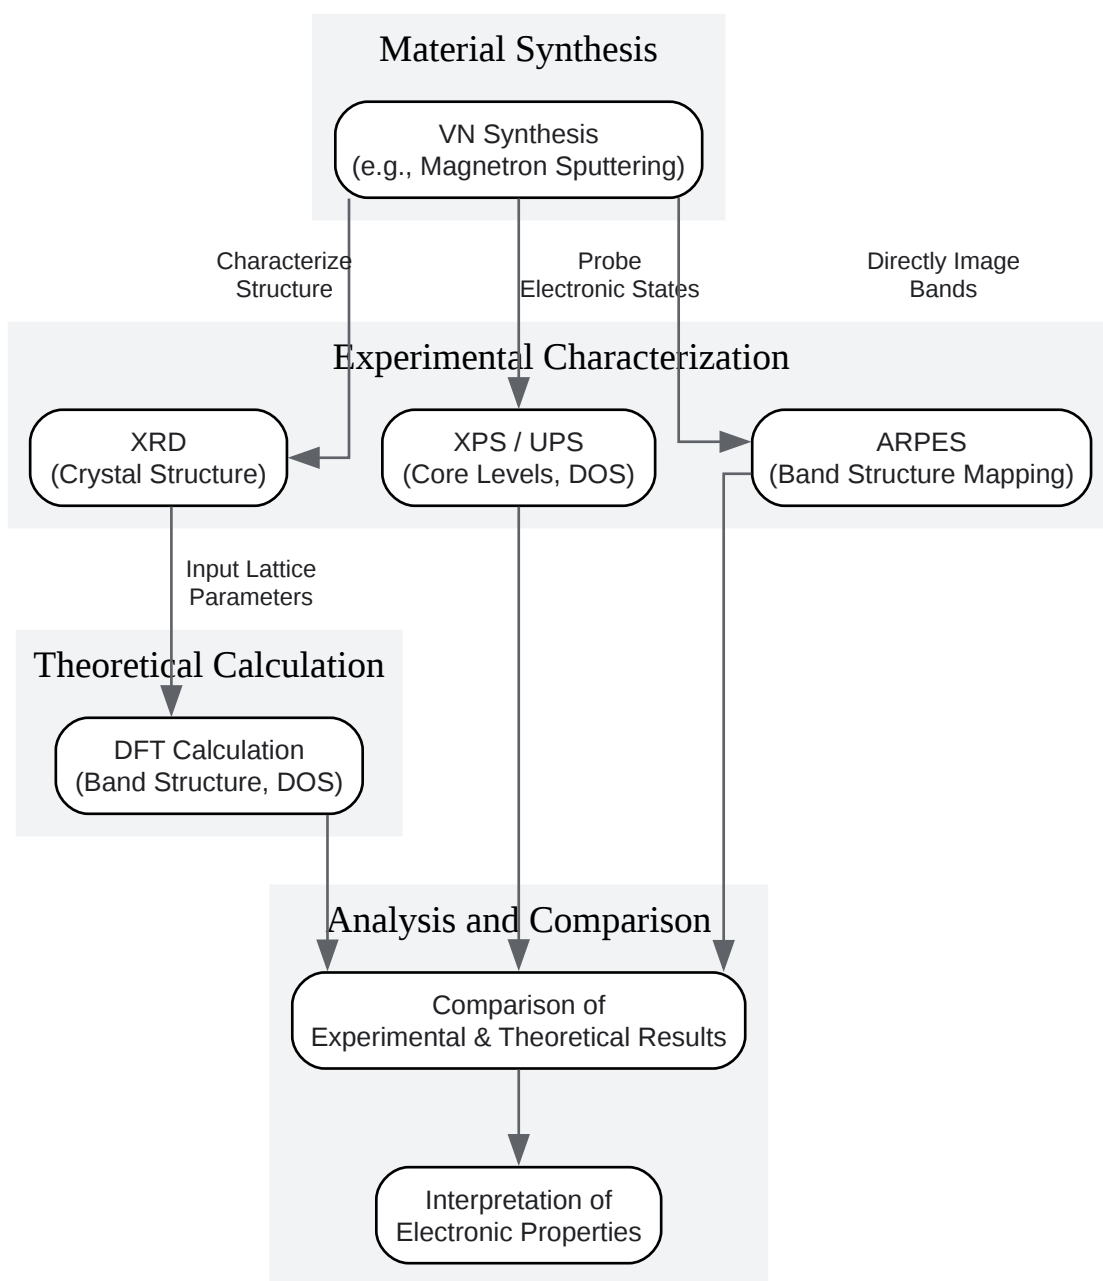 Material Synthesis
VN Synthesis
(e.g., Magnetron Sputtering)
Characterize
Structure
Probe
Electronic States
Directly Image
Bands
Experimental Characterization
XRD
(Crystal Structure)
XPS / UPS
(Core Levels, DOS)
ARPES
(Band Structure Mapping)
Input Lattice
Parameters
Theoretical Calculation
DFT Calculation
(Band Structure, DOS)
Analysis and Comparison
Comparison of
Experimental & Theoretical Results
Interpretation of
Electronic Properties